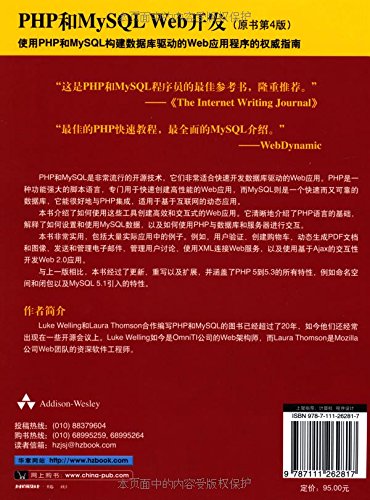 PHP和MySQL Web开发（原书第4版）
本页面中的内容受版权保护
使用PHP和MySQL构建数据库驱动的Web应用程序的权威指南
“这是PHP和MySQL程序员的最佳参考书，隆重推荐。”
——《The Internet Writing Journal》
“最佳的PHP快速教程，最全面的MySQL介绍。”
——WebDynamic
PHP和MySQL是非常流行的开源技术，它们非常适合快速开发数据库驱动的Web应用。PHP是一
种功能强大的脚本语言，专门用于快速创建高性能的Web应用，而MySQL则是一个快速而又可靠的
数据库，它能很好地与PHP集成，适用于基于互联网的动态应用。
本书介绍了如何使用这些工具创建高效和交互式的Web应用。它清晰地介绍了PHP语言的基础，
解释了如何设置和使用MySQL数据，以及如何使用PHP与数据库和服务器进行交互。
本书非常实用，包括大量实际应用中的示例。例如，用户验证、创建购物车、动态生成PDF文档
和图像、发送和管理电子邮件、管理用户讨论、使用XML连接Web服务，以及使用基于Ajax的交互性
开发Web 2.0应用。
与上一版相比，本书经过了更新、重写以及扩展，并涵盖了PHP 5到5.3的所有特性，例如命名空
间和闭包以及MySQL 5.1引入的特性。
作者简介
Luke Welling和Laura Thomson合作编写PHP和MySQL的图书已经超过了20年，如今他们还经常
出现在一些开源会议上。Luke Welling如今是OmniTI公司的Web架构师，而Laura Thomson是Mozilla
公司Web团队的资深软件工程师。
Addison-Wesley
投稿热线：(010) 88379604
购书热线：(010) 68995259, 68995264
读者信箱：hzjsj@hzbook.com
华章网站 http://www.hzbook.com
网上购书：www.china-pub.com
上架指导：计算机 程序设计
ISBN 978-7-111-26281-7
9 787111 262817
定价：95.00元
本页面中的内容受版权保护